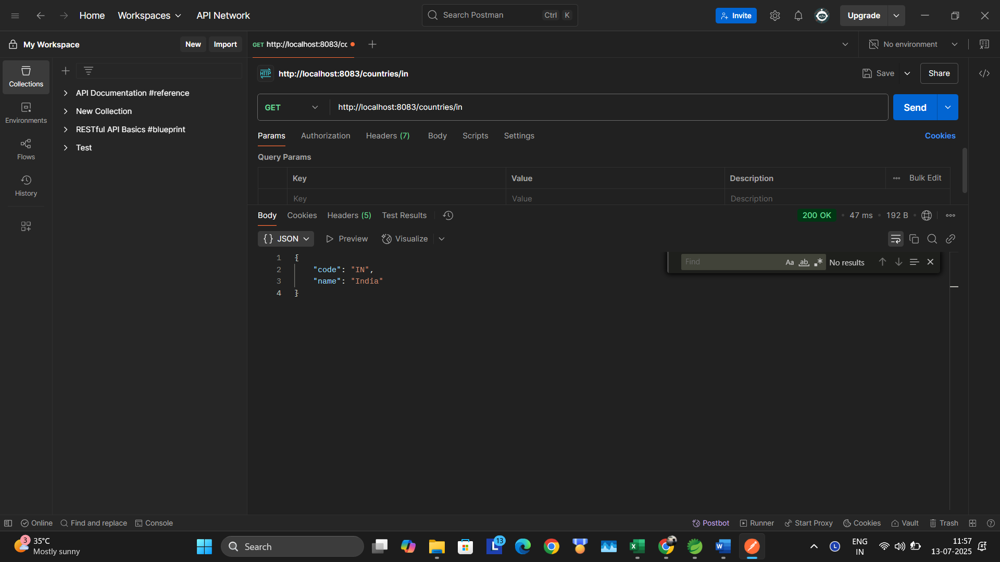 Home Workspaces API Network Search Postman Ctrl K Invite Upgrade
My Workspace New Import GET http://localhost:8083/cc No environment
Collections
Environments
Flows
History
API Documentation #reference
New Collection
RESTful API Basics #blueprint
Test
HTTP http://localhost:8083/countries/in Save Share
GET http://localhost:8083/countries/in Send
Params Authorization Headers (7) Body Scripts Settings Cookies
Query Params
Key Value Description Bulk Edit
Key Value Description
Body Cookies Headers (5) Test Results 200 OK 47 ms 192 B
{} JSON Preview Visualize
Find Aa ab No results
1 {
2 "code": "IN",
3 "name": "India"
4 }
Online Find and replace Console Postbot Runner Start Proxy Cookies Vault Trash
3 35°C
Mostly sunny
Search
L 13
X
W
L
ENG
IN
11:57
13-07-2025